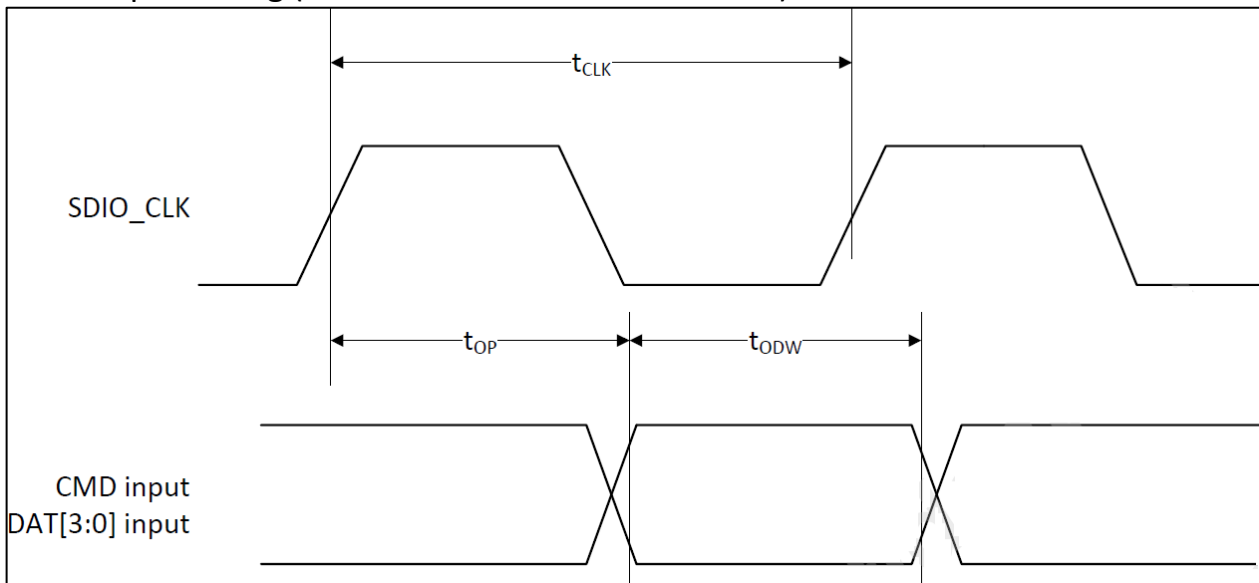 t_CLK
SDIO_CLK
t_OP
t_ODW
CMD input
DAT[3:0] input